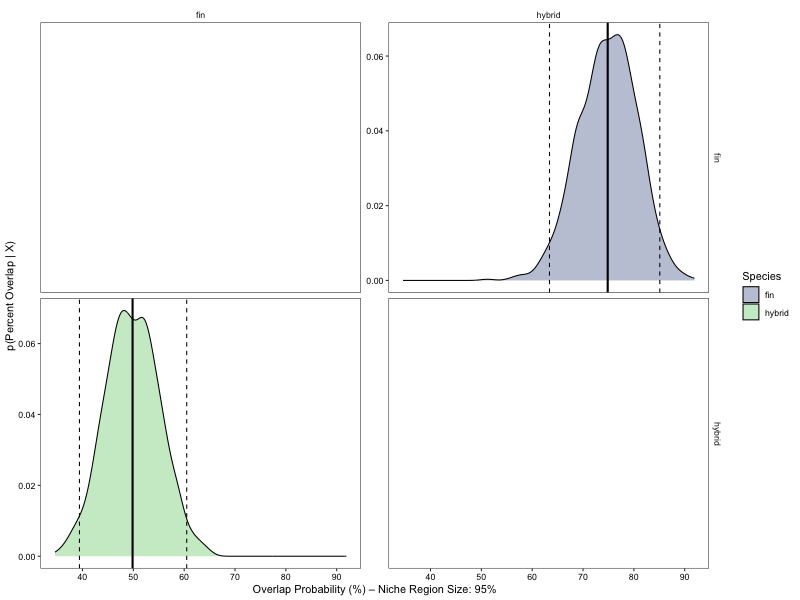 fin
hybrid
0.06
0.04
0.02
0.00
fin
p(Percent Overlap | X)
0.06
0.04
0.02
0.00
hybrid
40 50 60 70 80 90
40 50 60 70 80 90
Overlap Probability (%) – Niche Region Size: 95%
Species
fin
hybrid